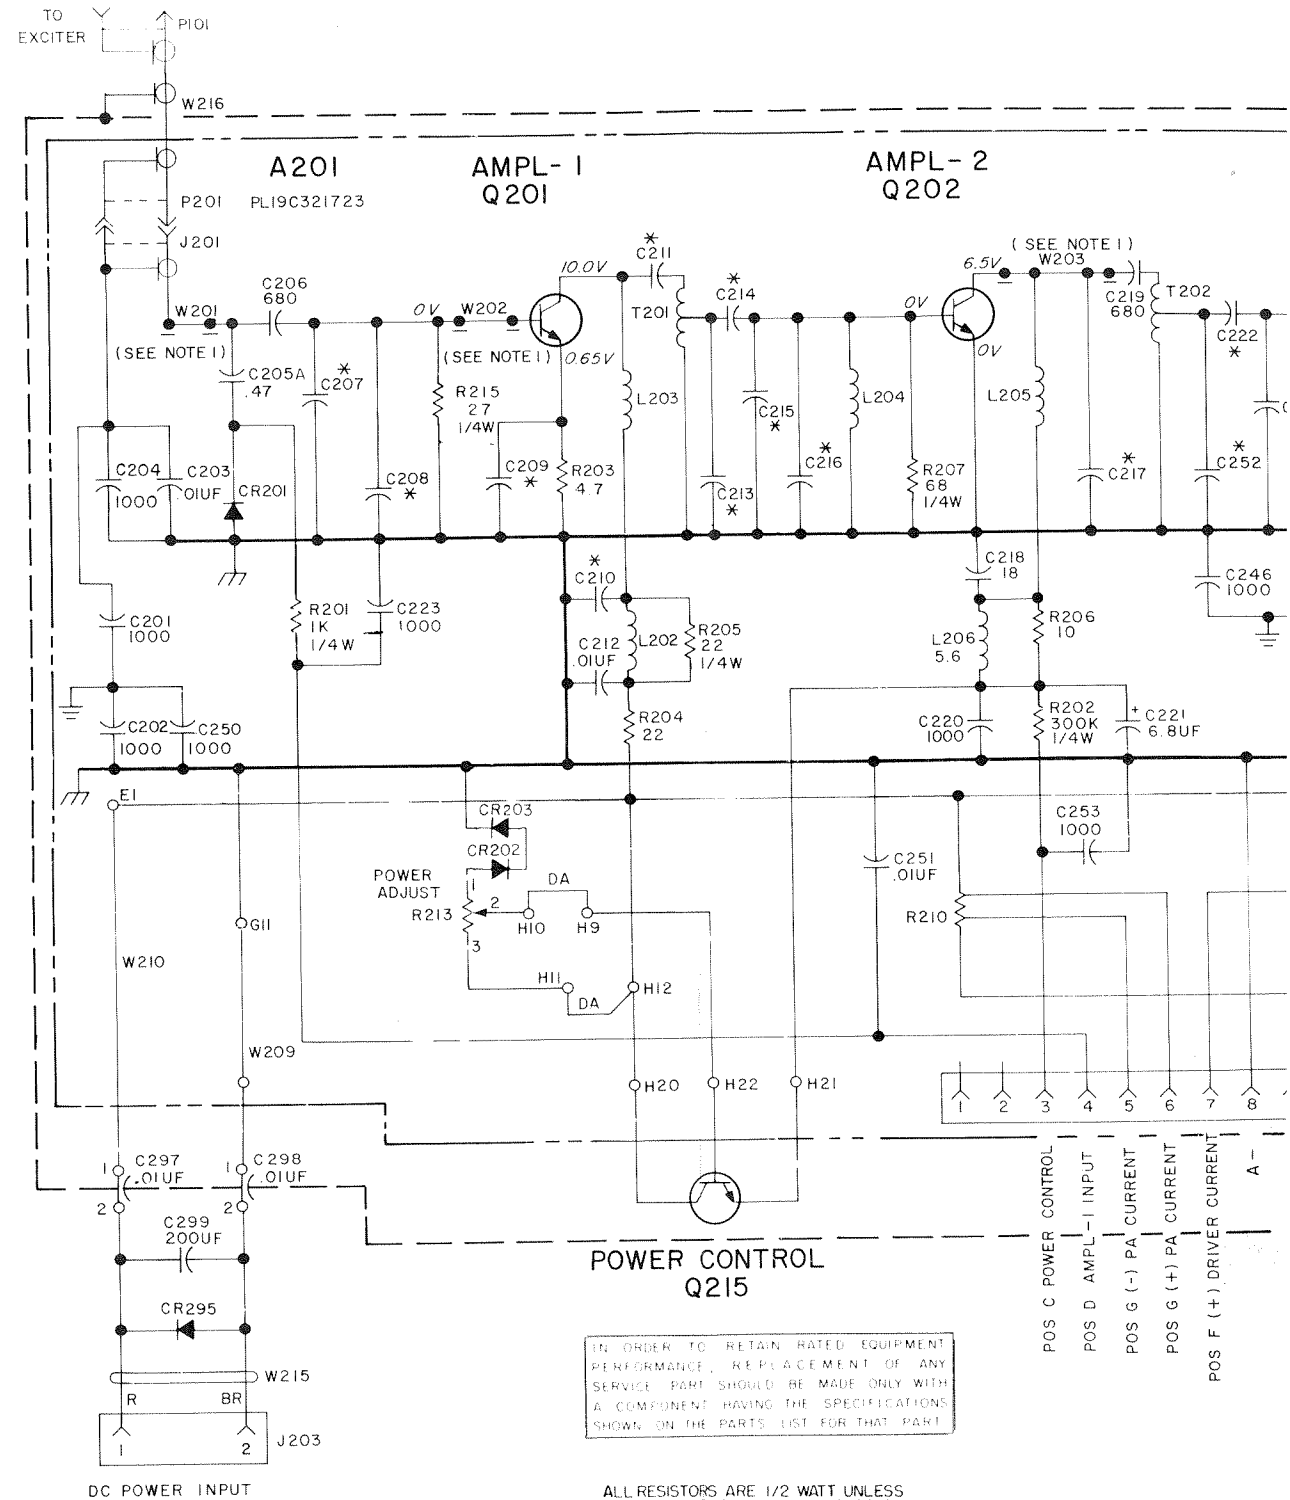 TO
EXCITER
P101
W216
A201
PL19C321723
AMPL-1
Q201
AMPL-2
Q202
P201
J201
W201
(SEE NOTE 1)
C206
680
C205A
.47
*
C207
0V
W202
(SEE NOTE 1)
10.0V
0.65V
*
C211
T201
*
C214
6.5V
0V
0V
(SEE NOTE 1)
W203
C219
680
T202
C222
*
R215
27
1/4W
L203
C215
*
L204
L205
C204
1000
C203
.01UF
CR201
C208
*
C209
*
R203
4.7
C213
*
*
C216
R207
68
1/4W
*
C217
*
C252
C201
1000
R201
1K
1/4W
C223
1000
*
C210
C212
.01UF
L202
R205
22
1/4W
C218
18
L206
5.6
R206
10
C246
1000
C202
1000
C250
1000
R204
22
C220
1000
R202
300K
1/4W
+
C221
6.8UF
E1
CR203
CR202
POWER
ADJUST
R213
1
2
3
DA
H10
H9
H11
DA
H12
C251
.01UF
C253
1000
R210
G11
W210
W209
H20
H22
H21
1
2
3
4
5
6
7
8
POS C POWER CONTROL
POS D AMPL-1 INPUT
POS G (-) PA CURRENT
POS G (+) PA CURRENT
POS F (+) DRIVER CURRENT
A-
1
C297
.01UF
2
1
C298
.01UF
2
C299
200UF
CR295
W215
R
BR
1
2
J203
DC POWER INPUT
POWER CONTROL
Q215
IN ORDER TO RETAIN RATED EQUIPMENT
PERFORMANCE, REPLACEMENT OF ANY
SERVICE PART SHOULD BE MADE ONLY WITH
A COMPONENT HAVING THE SPECIFICATIONS
SHOWN ON THE PARTS LIST FOR THAT PART
ALL RESISTORS ARE 1/2 WATT UNLESS